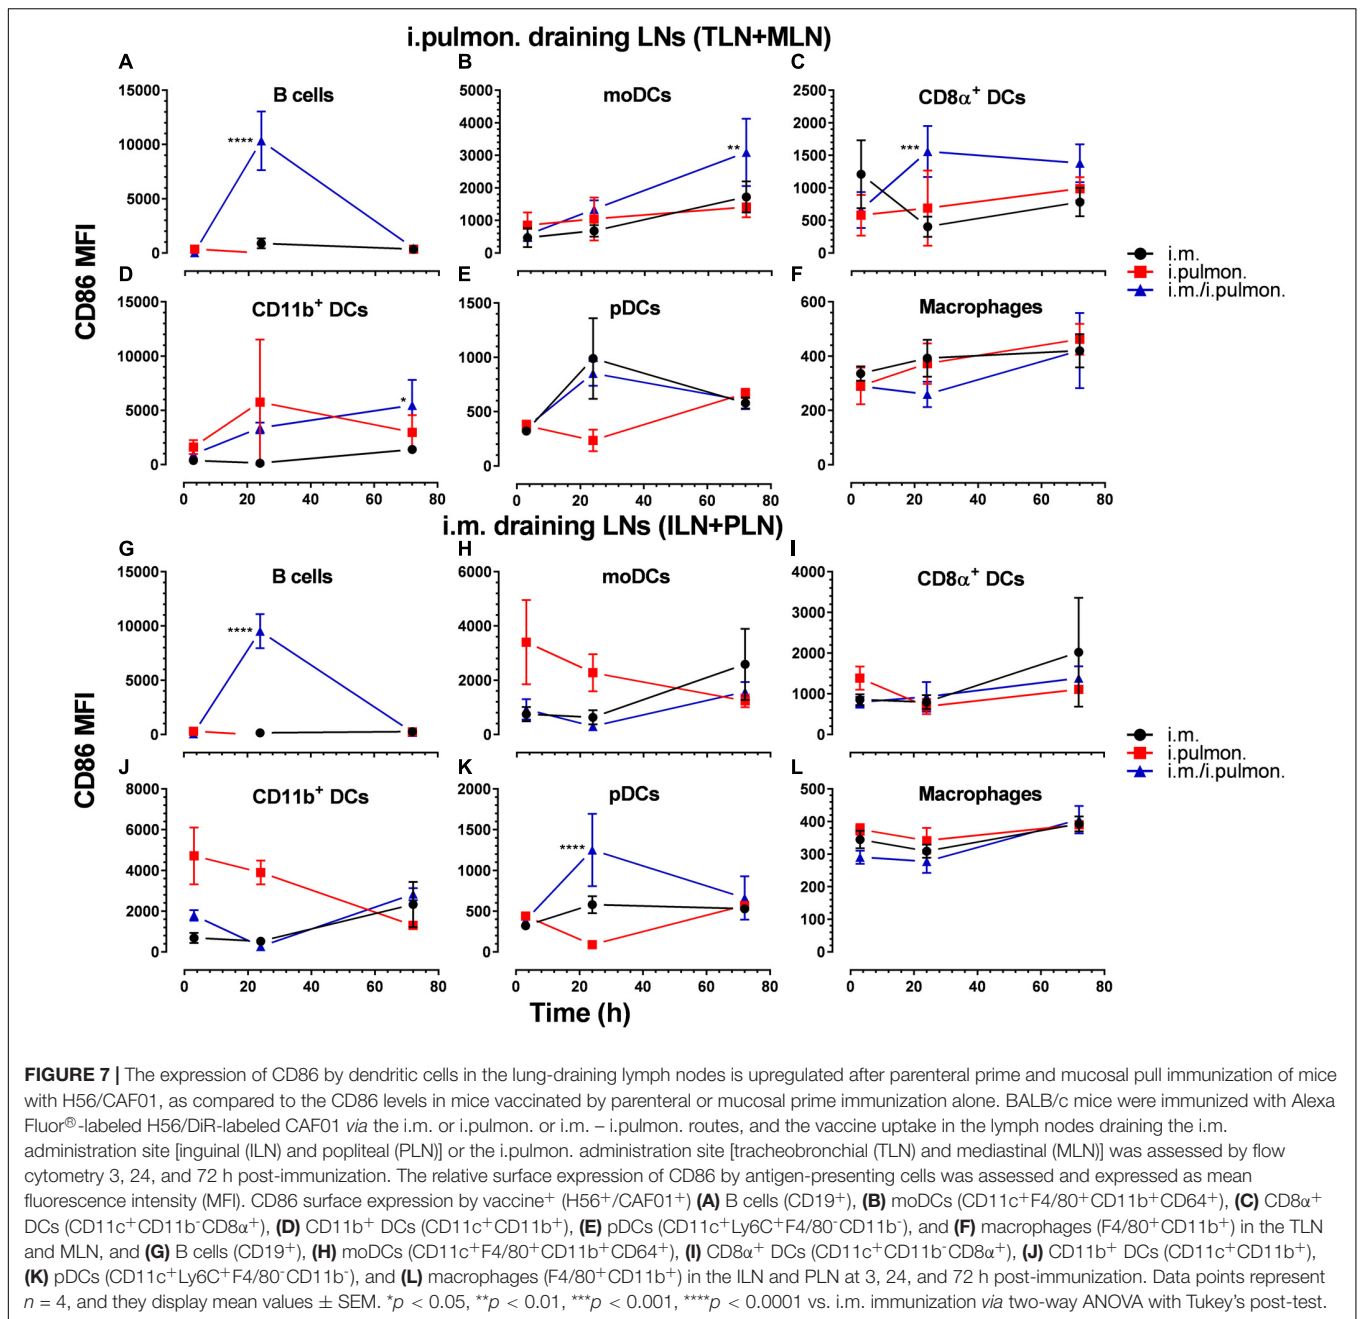 i.pulmon. draining LNs (TLN+MLN)
A
B cells
15000
10000
5000
0
****
B
moDCs
5000
4000
3000
2000
1000
0
**
C
CD8α+ DCs
2500
2000
1500
1000
500
0
***
CD86 MFI
D
CD11b+ DCs
15000
10000
5000
0
*
0 20 40 60 80
E
pDCs
1500
1000
500
0
0 20 40 60 80
F
Macrophages
600
400
200
0
0 20 40 60 80
i.m.
i.pulmon.
i.m./i.pulmon.
i.m. draining LNs (ILN+PLN)
G
B cells
15000
10000
5000
0
****
H
moDCs
6000
4000
2000
0
I
CD8α+ DCs
4000
3000
2000
1000
0
CD86 MFI
J
CD11b+ DCs
8000
6000
4000
2000
0
0 20 40 60 80
K
pDCs
2000
1500
1000
500
0
****
0 20 40 60 80
L
Macrophages
500
400
300
200
100
0
0 20 40 60 80
i.m.
i.pulmon.
i.m./i.pulmon.
Time (h)
FIGURE 7 | The expression of CD86 by dendritic cells in the lung-draining lymph nodes is upregulated after parenteral prime and mucosal pull immunization of mice
with H56/CAF01, as compared to the CD86 levels in mice vaccinated by parenteral or mucosal prime immunization alone. BALB/c mice were immunized with Alexa
Fluor®-labeled H56/DiR-labeled CAF01 via the i.m. or i.pulmon. or i.m. – i.pulmon. routes, and the vaccine uptake in the lymph nodes draining the i.m.
administration site [inguinal (ILN) and popliteal (PLN)] or the i.pulmon. administration site [tracheobronchial (TLN) and mediastinal (MLN)] was assessed by flow
cytometry 3, 24, and 72 h post-immunization. The relative surface expression of CD86 by antigen-presenting cells was assessed and expressed as mean
fluorescence intensity (MFI). CD86 surface expression by vaccine+ (H56+/CAF01+) (A) B cells (CD19+), (B) moDCs (CD11c+F4/80+CD11b+CD64+), (C) CD8α+
DCs (CD11c+CD11b-CD8α+), (D) CD11b+ DCs (CD11c+CD11b+), (E) pDCs (CD11c+Ly6C+F4/80-CD11b-), and (F) macrophages (F4/80+CD11b+) in the TLN
and MLN, and (G) B cells (CD19+), (H) moDCs (CD11c+F4/80+CD11b+CD64+), (I) CD8α+ DCs (CD11c+CD11b-CD8α+), (J) CD11b+ DCs (CD11c+CD11b+),
(K) pDCs (CD11c+Ly6C+F4/80-CD11b-), and (L) macrophages (F4/80+CD11b+) in the ILN and PLN at 3, 24, and 72 h post-immunization. Data points represent
n = 4, and they display mean values ± SEM. *p < 0.05, **p < 0.01, ***p < 0.001, ****p < 0.0001 vs. i.m. immunization via two-way ANOVA with Tukey's post-test.